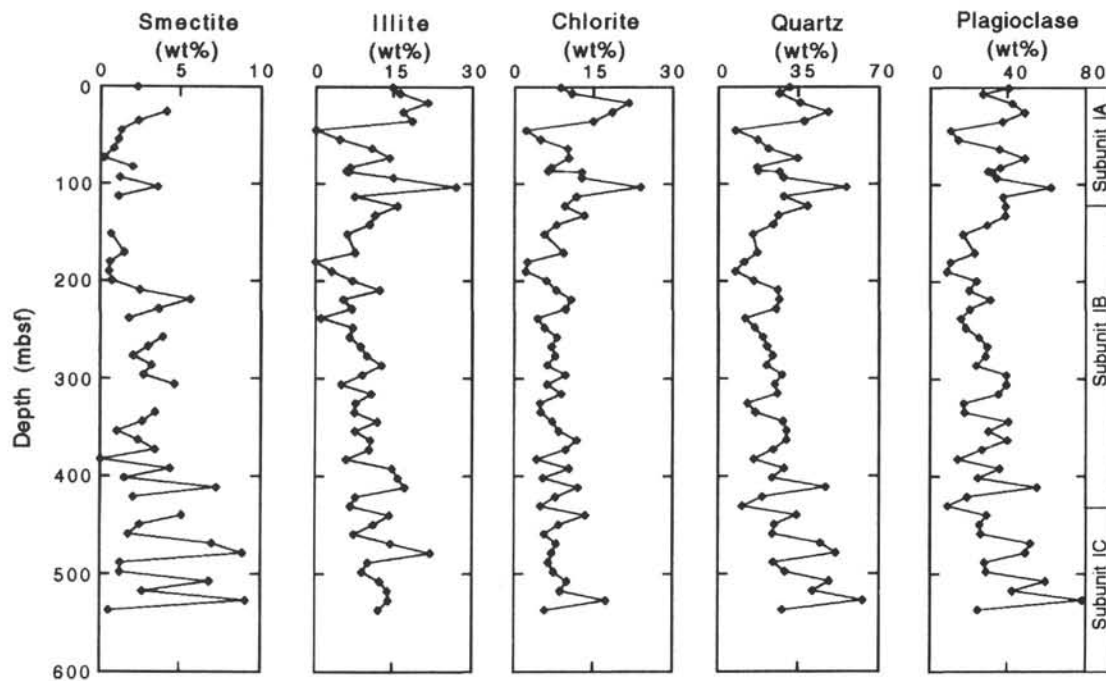 Smectite Illite Chlorite Quartz Plagioclase
(wt%) (wt%) (wt%) (wt%) (wt%)
0 5 10 0 15 30 0 15 30 0 35 70 0 40 80
0
100
200
300
400
500
600
Depth (mbsf)
Subunit IA
Subunit IB
Subunit IC